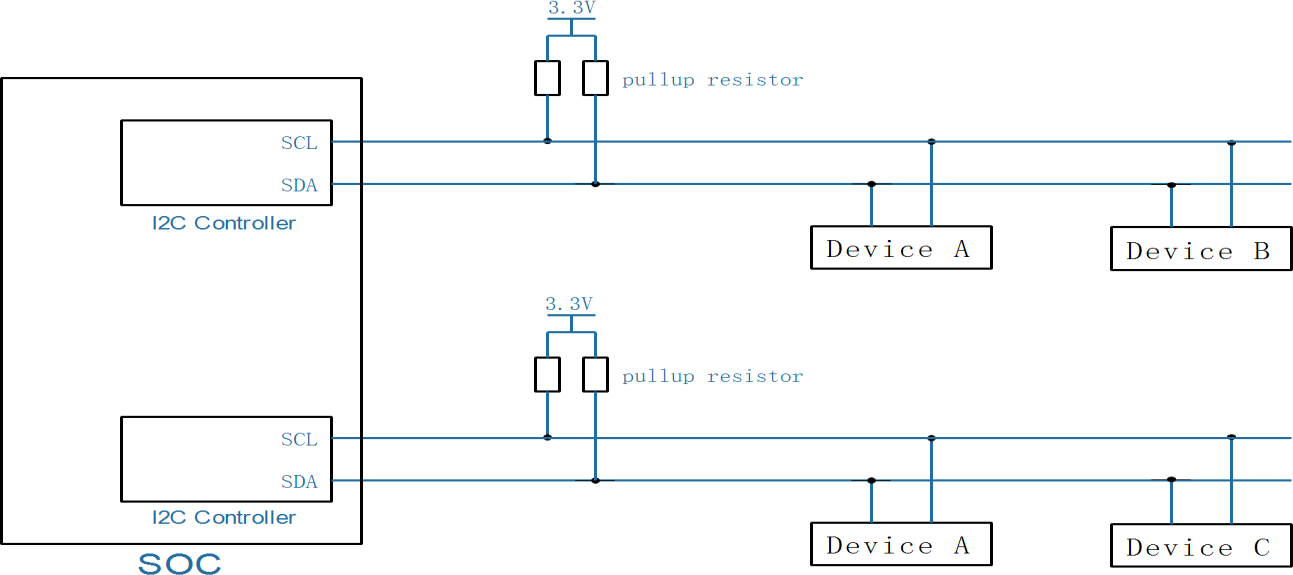 3.3V
pullup resistor
SCL
SDA
I2C Controller
Device A
Device B
3.3V
pullup resistor
SCL
SDA
I2C Controller
Device A
Device C
SOC